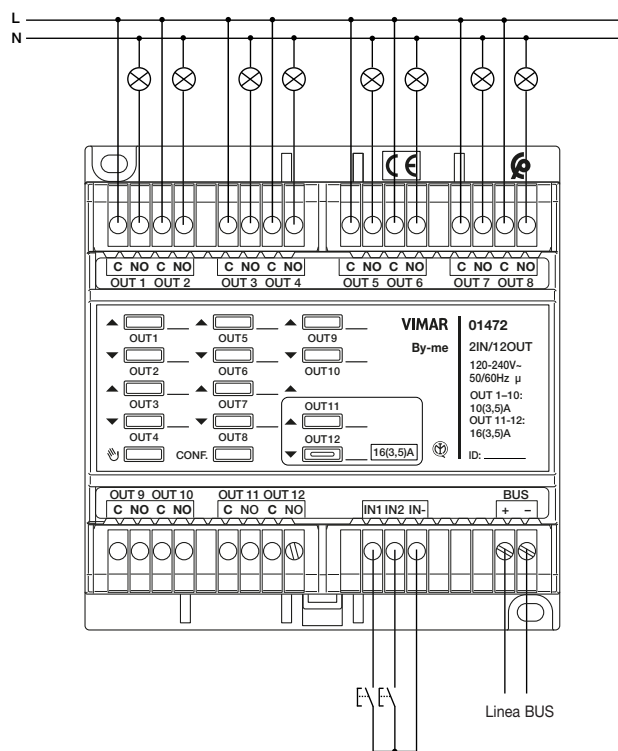 L
N
CE
C NO C NO C NO C NO C NO C NO C NO C NO
OUT 1 OUT 2 OUT 3 OUT 4 OUT 5 OUT 6 OUT 7 OUT 8
OUT1
OUT2
OUT3
OUT4
OUT5
OUT6
OUT7
OUT8
CONF.
OUT9
OUT10
OUT11
OUT12
16(3,5)A
VIMAR
By-me
01472
2IN/12OUT
120-240V~
50/60Hz µ
OUT 1–10:
10(3,5)A
OUT 11-12:
16(3,5)A
ID:
OUT 9 OUT 10 OUT 11 OUT 12 BUS
C NO C NO C NO C NO IN1 IN2 IN- + –
Linea BUS